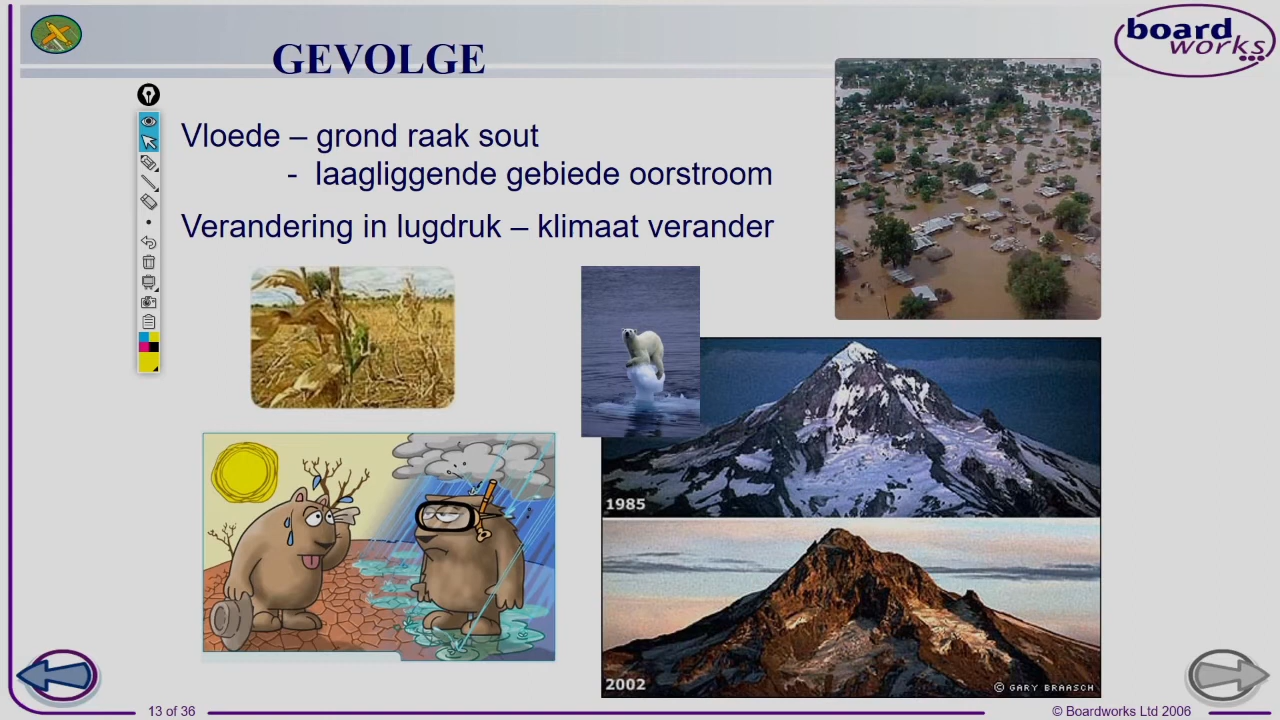 GEVOLGE
board
works
Vloede – grond raak sout
- laagliggende gebiede oorstroom
Verandering in lugdruk – klimaat verander
1985
2002
© GARY BRAASCH
13 of 36
© Boardworks Ltd 2006